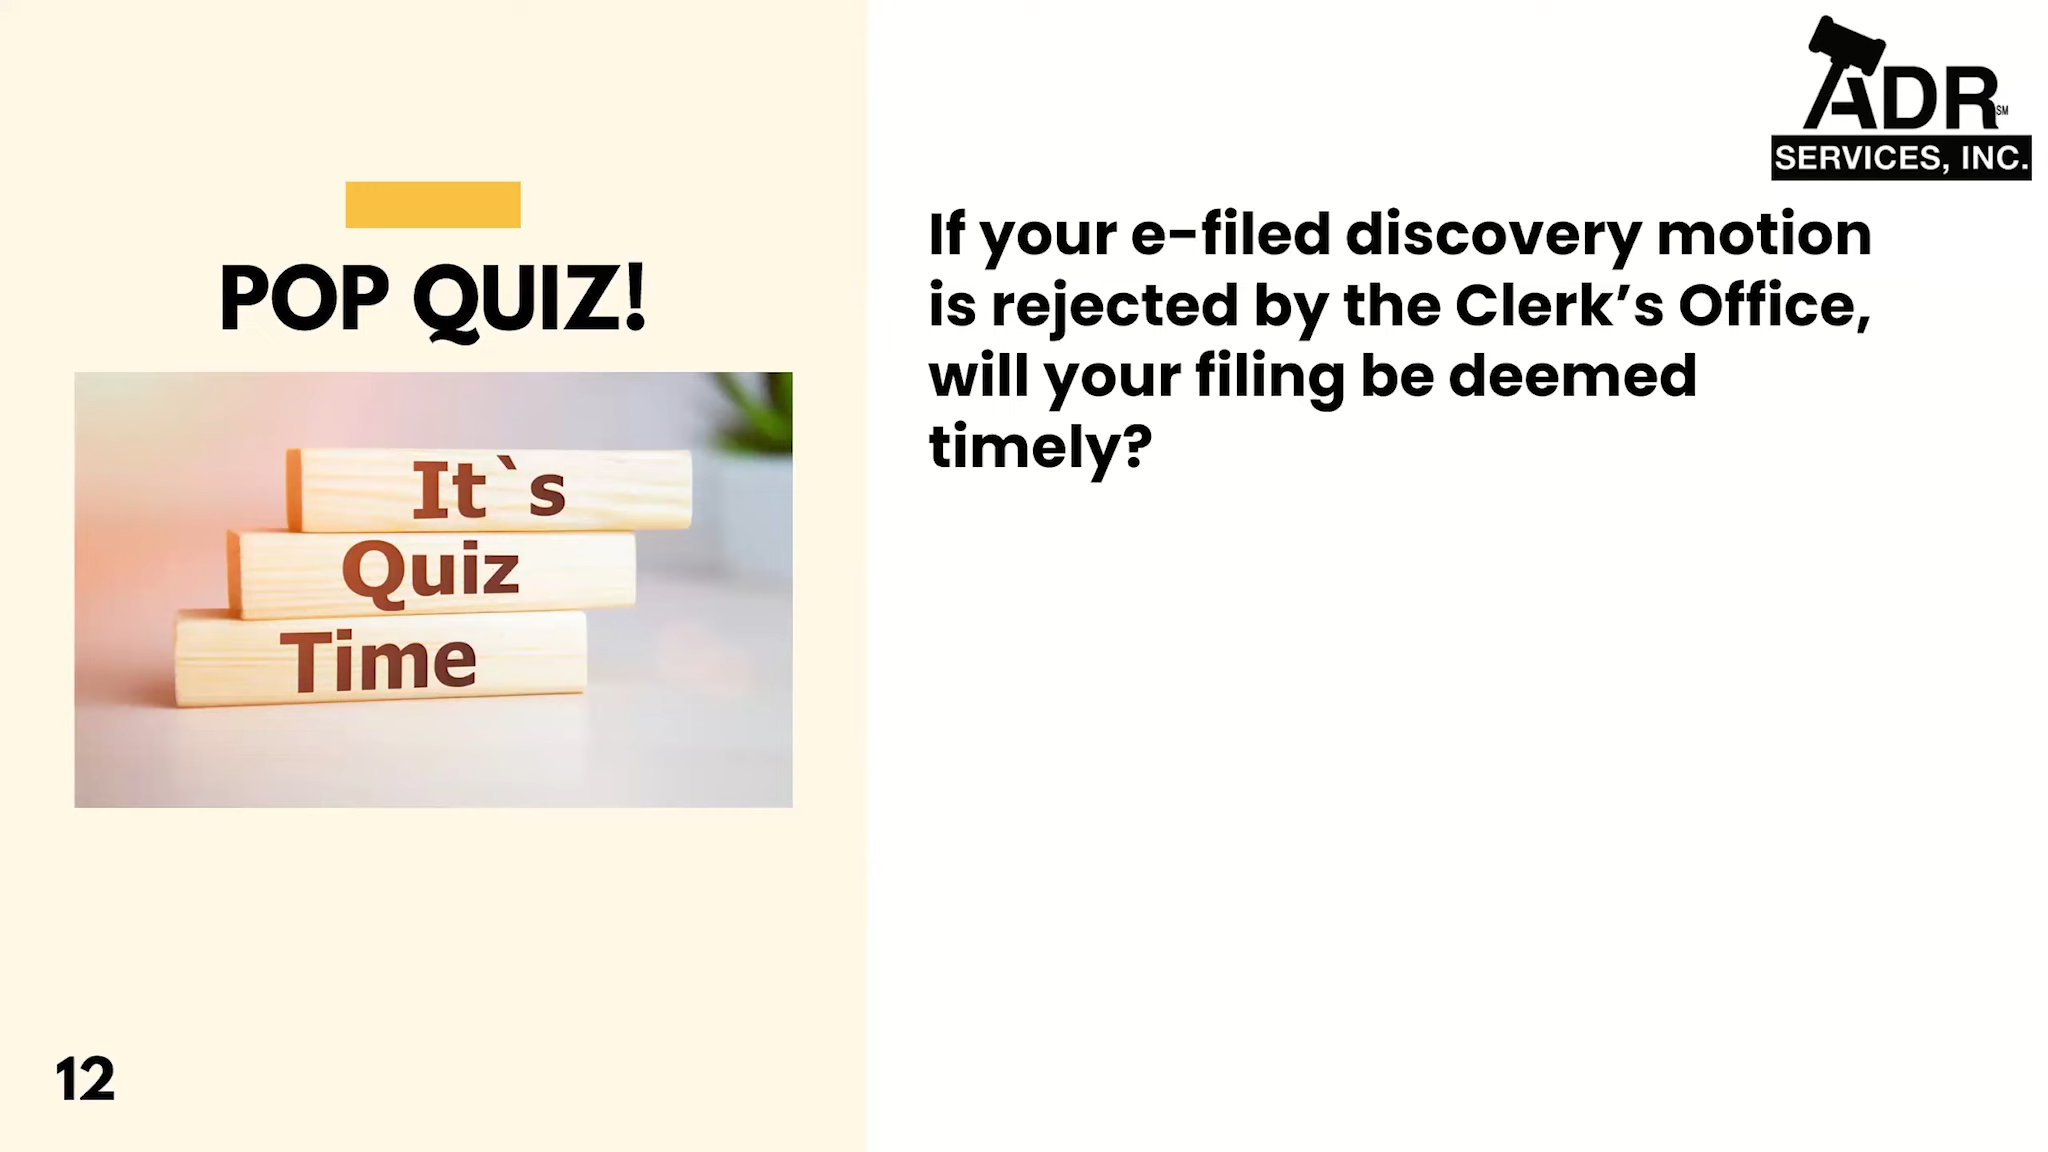 ADR SM
SERVICES, INC.
POP QUIZ!
It`s
Quiz
Time
12
If your e-filed discovery motion
is rejected by the Clerk’s Office,
will your filing be deemed
timely?